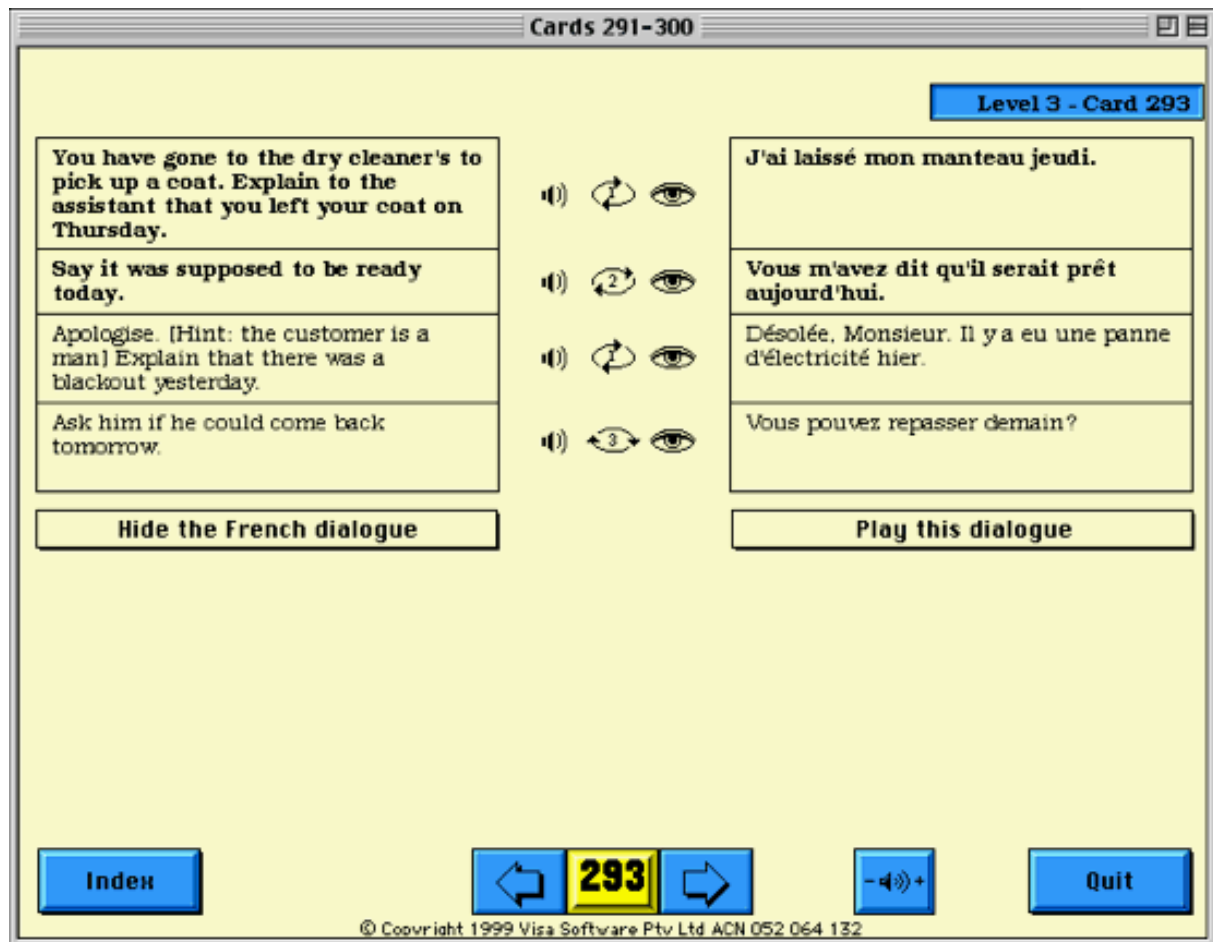 Cards 291-300
Level 3 - Card 293
You have gone to the dry cleaner's to
pick up a coat. Explain to the
assistant that you left your coat on
Thursday.
1
J'ai laissé mon manteau jeudi.
Say it was supposed to be ready
today.
2
Vous m'avez dit qu'il serait prêt
aujourd'hui.
Apologise. [Hint: the customer is a
man] Explain that there was a
blackout yesterday.
1
Désolée, Monsieur. Il y a eu une panne
d'électricité hier.
Ask him if he could come back
tomorrow.
3
Vous pouvez repasser demain?
Hide the French dialogue
Play this dialogue
Index
293
- +
Quit
© Copyright 1999 Visa Software Pty Ltd ACN 052 064 132